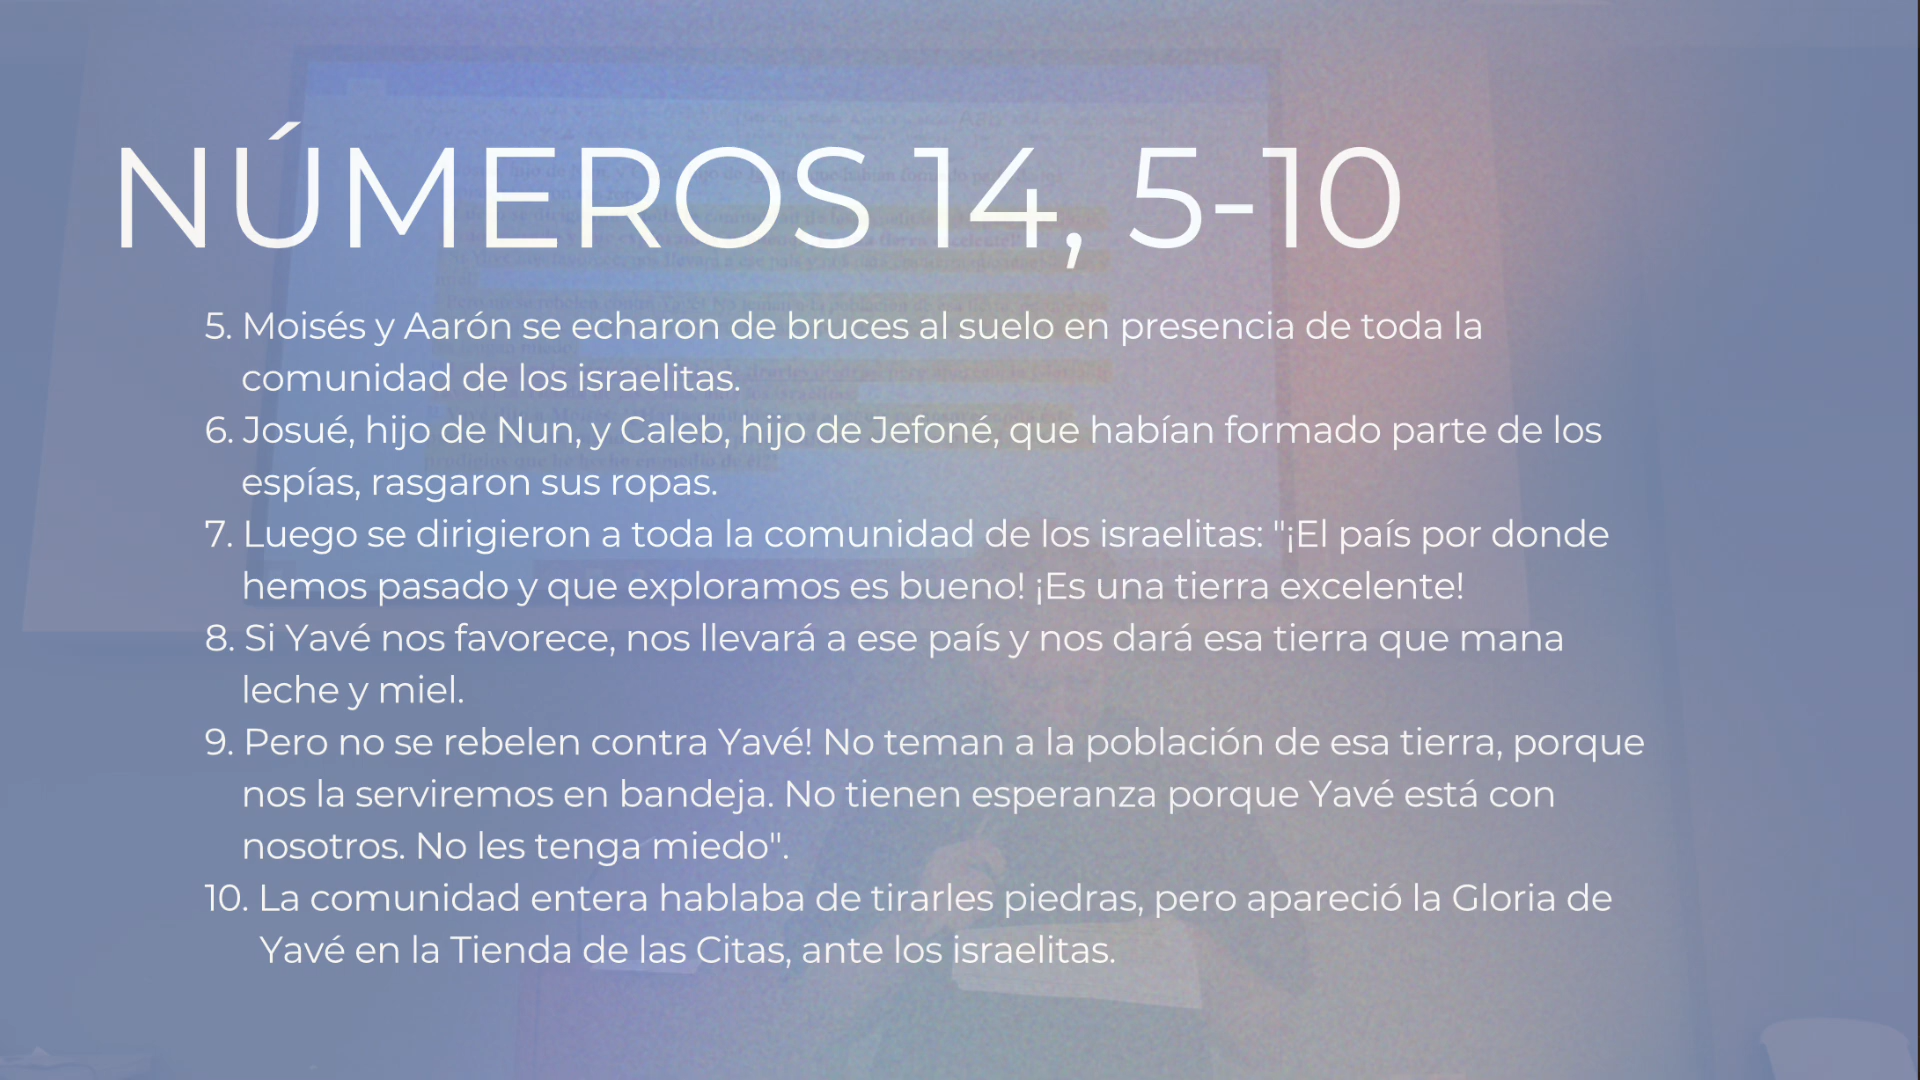 NÚMEROS 14, 5-10
5. Moisés y Aarón se echaron de bruces al suelo en presencia de toda la
comunidad de los israelitas.
6. Josué, hijo de Nun, y Caleb, hijo de Jefoné, que habían formado parte de los
espías, rasgaron sus ropas.
7. Luego se dirigieron a toda la comunidad de los israelitas: "¡El país por donde
hemos pasado y que exploramos es bueno! ¡Es una tierra excelente!
8. Si Yavé nos favorece, nos llevará a ese país y nos dará esa tierra que mana
leche y miel.
9. Pero no se rebelen contra Yavé! No teman a la población de esa tierra, porque
nos la serviremos en bandeja. No tienen esperanza porque Yavé está con
nosotros. No les tenga miedo".
10. La comunidad entera hablaba de tirarles piedras, pero apareció la Gloria de
Yavé en la Tienda de las Citas, ante los israelitas.